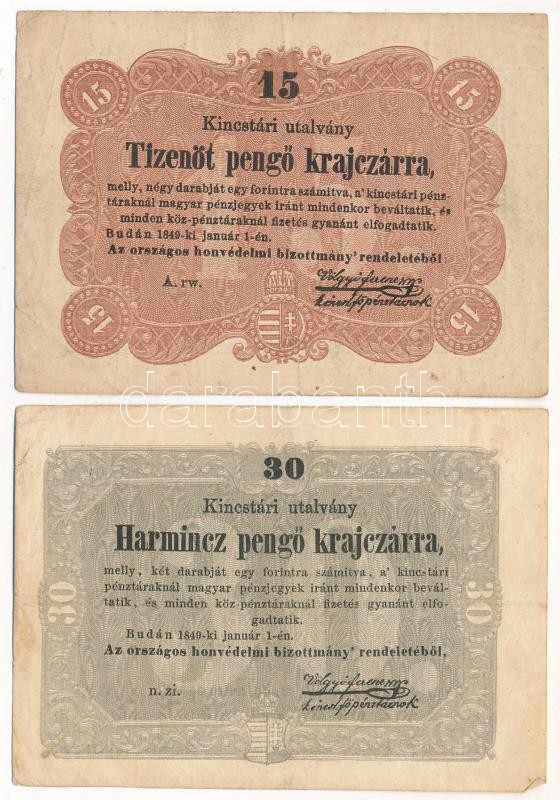 15
15 15
Kincstári utalvány
Tizenöt pengő krajczárra,
melly, négy darabját egy forintra számítva, a' kincstári pénz-
táraknál magyar pénzjegyek iránt mindenkor beváltatik, és
minden köz-pénztáraknál fizetés gyanánt elfogadtatik.
Budán 1849-ki január 1-én.
Az országos honvédelmi bizottmány' rendeletéből:
A. rw.
15 15
darabanth
30
Kincstári utalvány
Harmincz pengő krajczárra,
melly, két darabját egy forintra számítva, a' kincstári
pénztáraknál magyar pénzjegyek iránt mindenkor bevál-
tatik, és minden köz-pénztáraknál fizetés gyanánt elfo-
gadtatik.
30 30
Budán 1849-ki január 1-én.
Az országos honvédelmi bizottmány' rendeletéből,
n. zi.